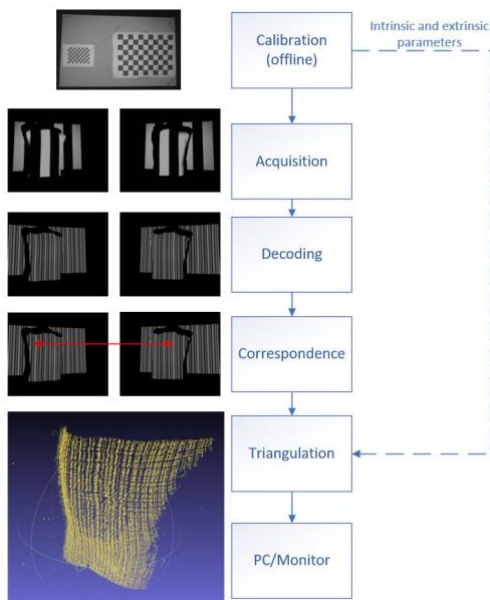 Calibration
(offline)
Intrinsic and extrinsic
parameters
Acquisition
Decoding
Correspondence
Triangulation
PC/Monitor